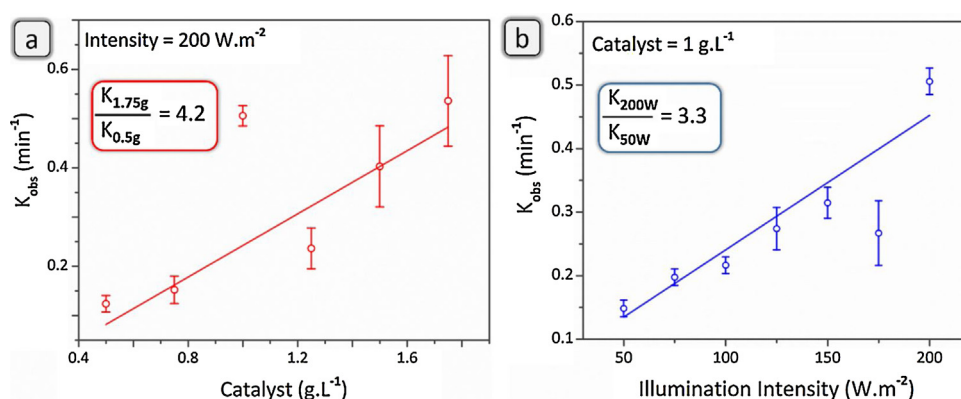 a
Intensity = 200 W.m⁻²
K₁.₇₅g
K₀.₅g
= 4.2
K_obs (min⁻¹)
0.6
0.4
0.2
0.4
0.8
1.2
1.6
Catalyst (g.L⁻¹)
b
Catalyst = 1 g.L⁻¹
K₂₀₀W
K₅₀W
= 3.3
K_obs (min⁻¹)
0.6
0.5
0.4
0.3
0.2
0.1
50
100
150
200
Illumination Intensity (W.m⁻²)